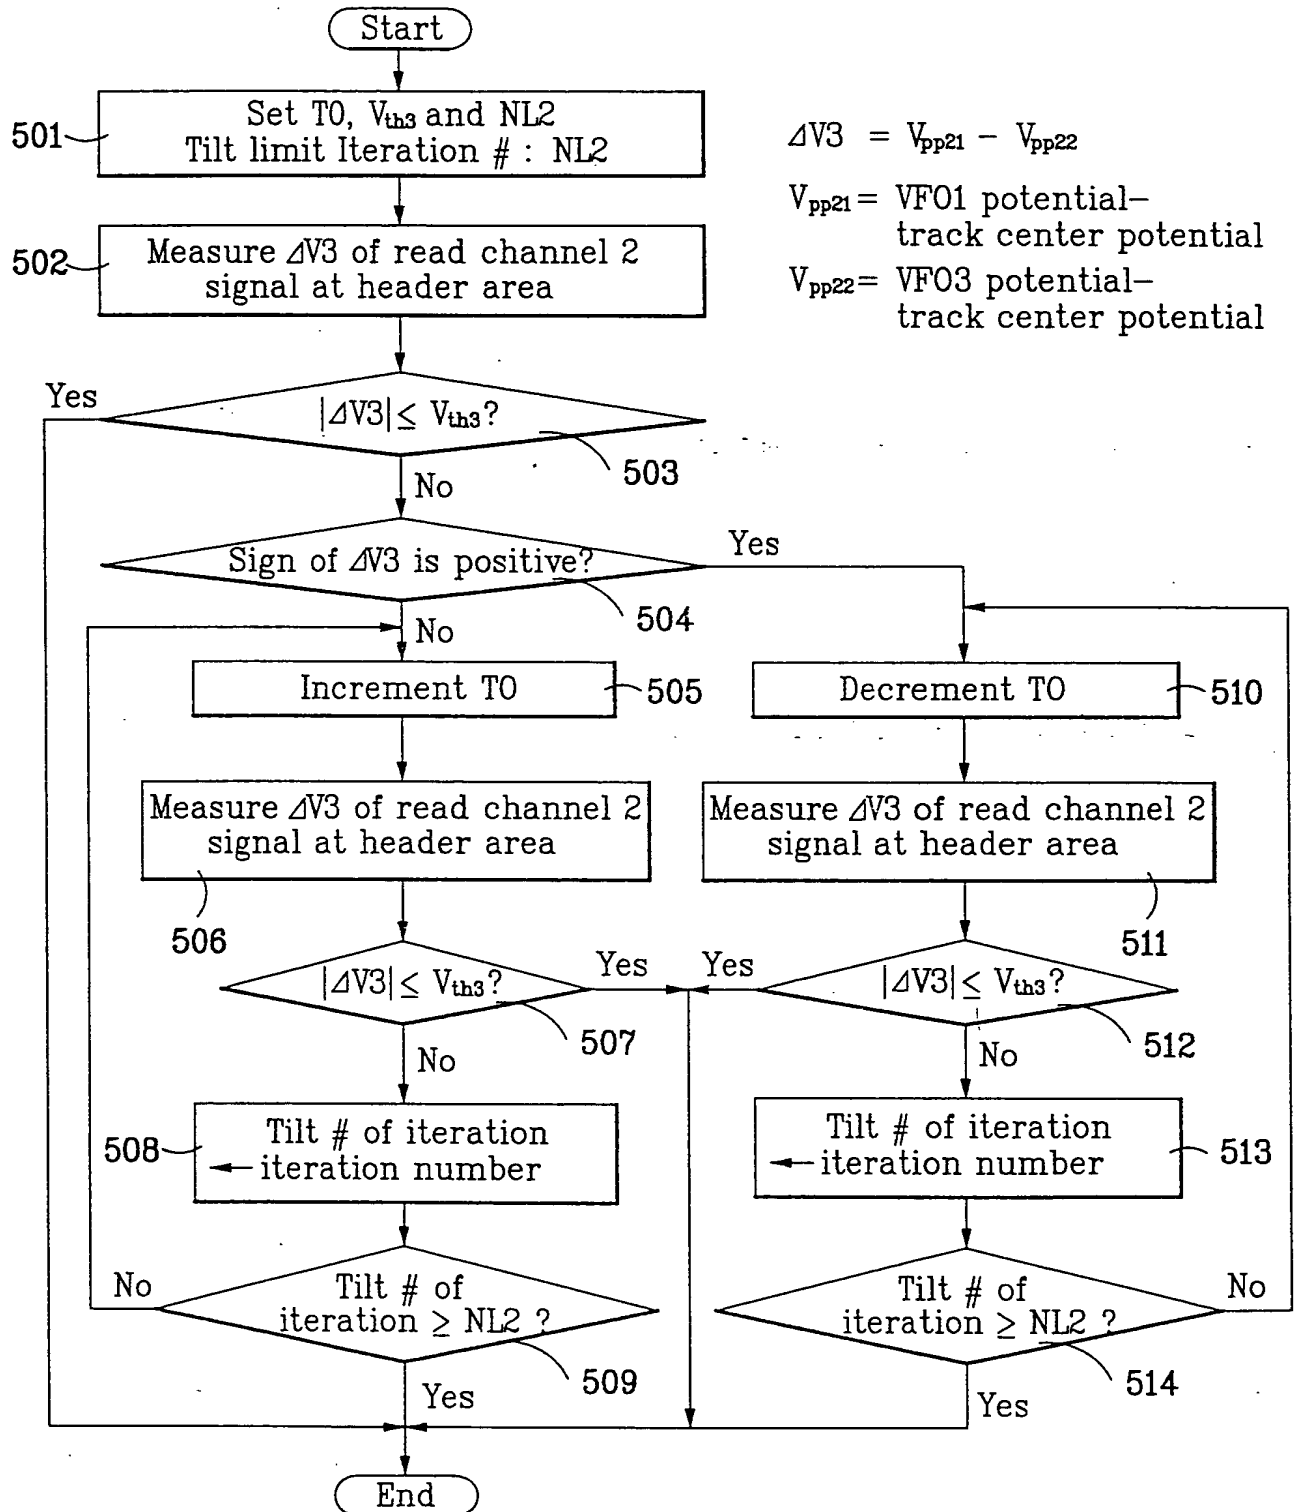 Start
501
Set T0, Vth3 and NL2
Tilt limit Iteration # : NL2
ΔV3 = Vpp21 − Vpp22
Vpp21 = VFO1 potential−
track center potential
Vpp22 = VFO3 potential−
track center potential
502
Measure ΔV3 of read channel 2
signal at header area
Yes
|ΔV3| ≤ Vth3?
503
No
Sign of ΔV3 is positive?
Yes
504
No
Increment TO
505
Decrement TO
510
Measure ΔV3 of read channel 2
signal at header area
506
Measure ΔV3 of read channel 2
signal at header area
511
|ΔV3| ≤ Vth3?
Yes
507
Yes
|ΔV3| ≤ Vth3?
512
No
No
508
Tilt # of iteration
← iteration number
Tilt # of iteration
← iteration number
513
No
Tilt # of
iteration ≥ NL2 ?
509
Yes
Tilt # of
iteration ≥ NL2 ?
No
514
Yes
End